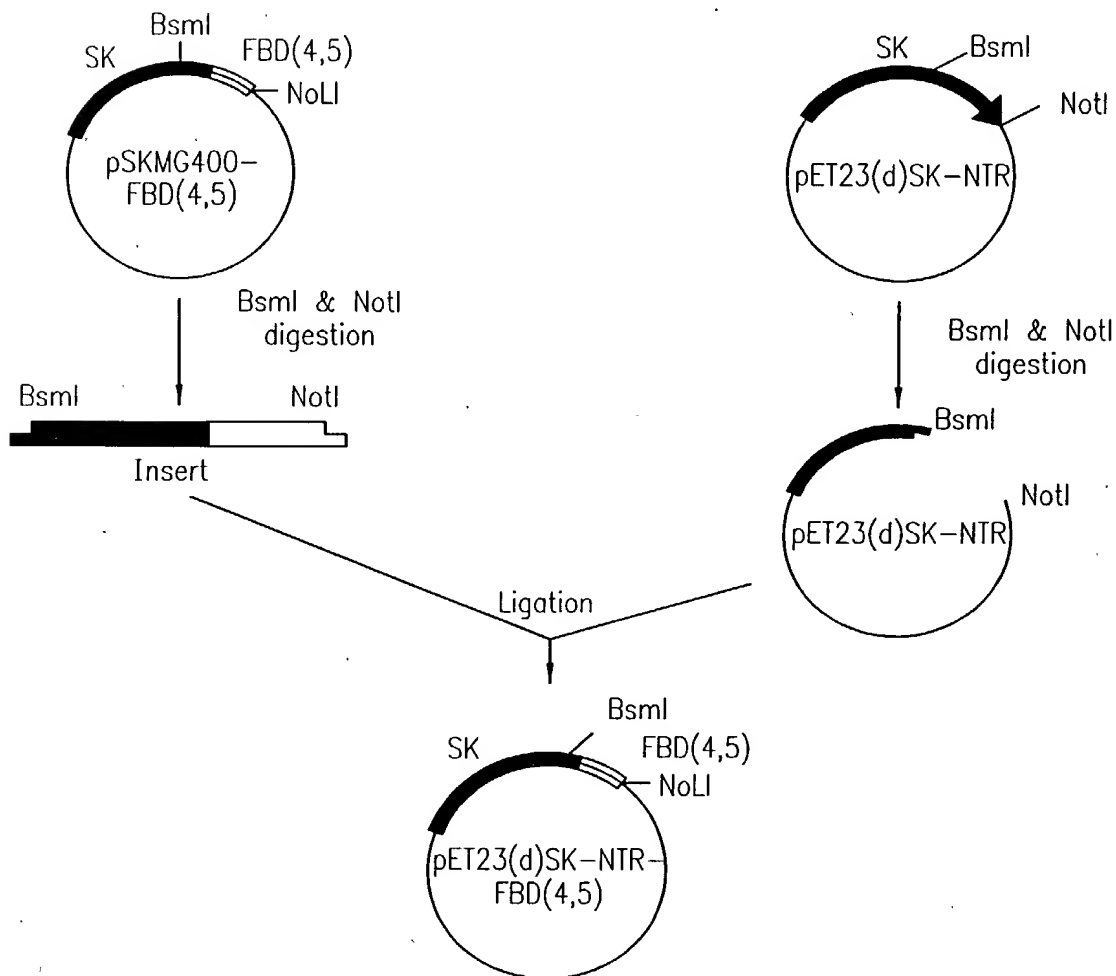 BsmI
SK
FBD(4,5)
NoLI
pSKMG400-
FBD(4,5)
SK
BsmI
NotI
pET23(d)SK-NTR
BsmI & NotI
digestion
BsmI & NotI
digestion
BsmI
NotI
Insert
BsmI
NotI
pET23(d)SK-NTR
Ligation
BsmI
SK
FBD(4,5)
NoLI
pET23(d)SK-NTR-
FBD(4,5)